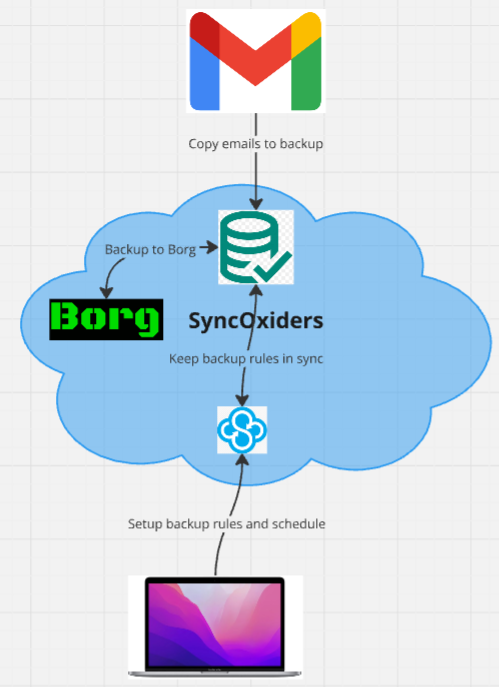 Copy emails to backup
Backup to Borg
Borg
SyncOxiders
Keep backup rules in sync
Setup backup rules and schedule